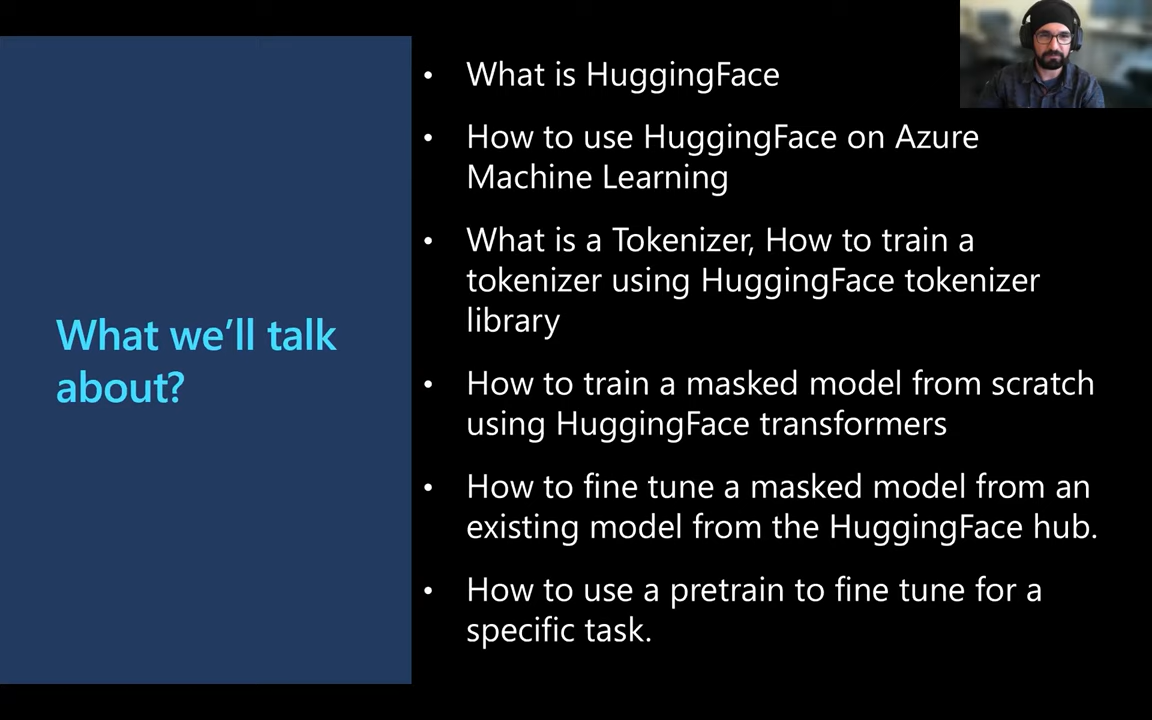 What we'll talk
about?
• What is HuggingFace
• How to use HuggingFace on Azure
Machine Learning
• What is a Tokenizer, How to train a
tokenizer using HuggingFace tokenizer
library
• How to train a masked model from scratch
using HuggingFace transformers
• How to fine tune a masked model from an
existing model from the HuggingFace hub.
• How to use a pretrain to fine tune for a
specific task.